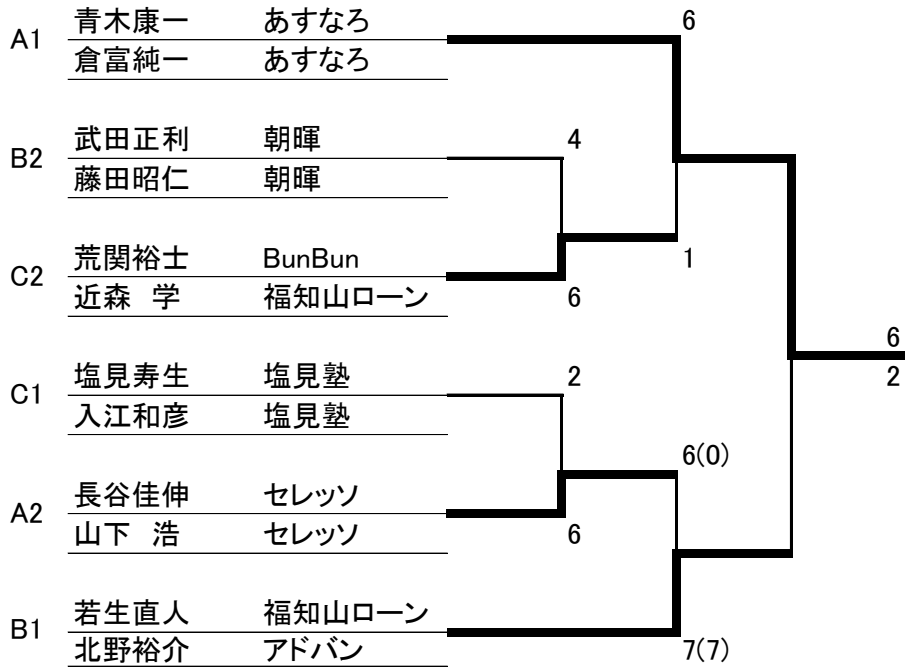 青木康一 あすなろ 6
A1
倉富純一 あすなろ
武田正利 朝暉 4
B2
藤田昭仁 朝暉
荒関裕士 BunBun 1
C2
近森 学 福知山ローン 6
6
2
塩見寿生 塩見塾 2
C1
入江和彦 塩見塾
6(0)
長谷佳伸 セレッソ
A2
山下 浩 セレッソ 6
若生直人 福知山ローン
B1
北野裕介 アドバン 7(7)